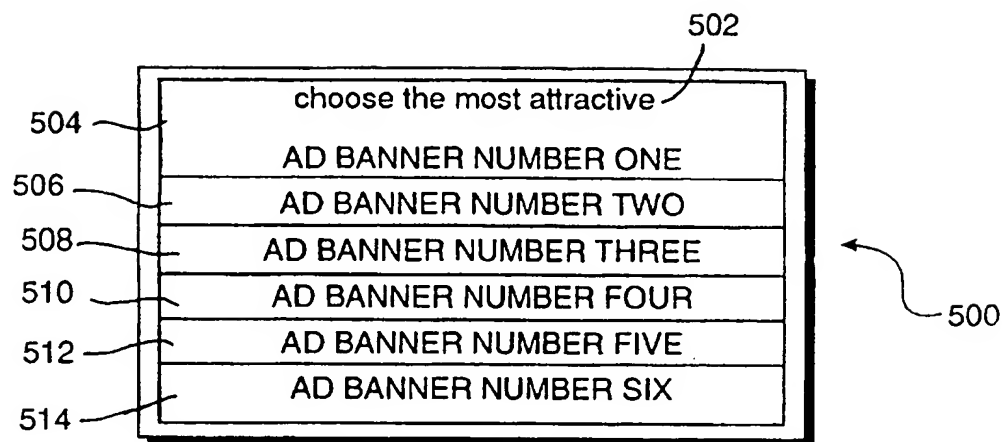 502
choose the most attractive
504
AD BANNER NUMBER ONE
506
AD BANNER NUMBER TWO
508
AD BANNER NUMBER THREE
510
AD BANNER NUMBER FOUR
500
512
AD BANNER NUMBER FIVE
514
AD BANNER NUMBER SIX